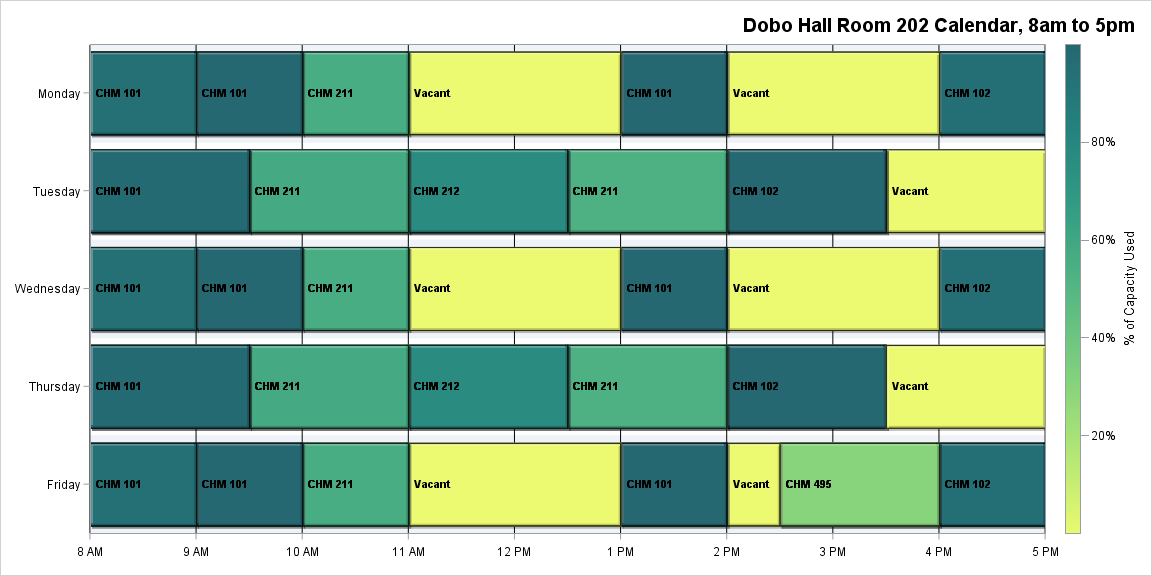 Dobo Hall Room 202 Calendar, 8am to 5pm
Monday
CHM 101
CHM 101
CHM 211
Vacant
CHM 101
Vacant
CHM 102
Tuesday
CHM 101
CHM 211
CHM 212
CHM 211
CHM 102
Vacant
Wednesday
CHM 101
CHM 101
CHM 211
Vacant
CHM 101
Vacant
CHM 102
Thursday
CHM 101
CHM 211
CHM 212
CHM 211
CHM 102
Vacant
Friday
CHM 101
CHM 101
CHM 211
Vacant
CHM 101
Vacant
CHM 495
CHM 102
8 AM
9 AM
10 AM
11 AM
12 PM
1 PM
2 PM
3 PM
4 PM
5 PM
80%
60%
40%
20%
% of Capacity Used